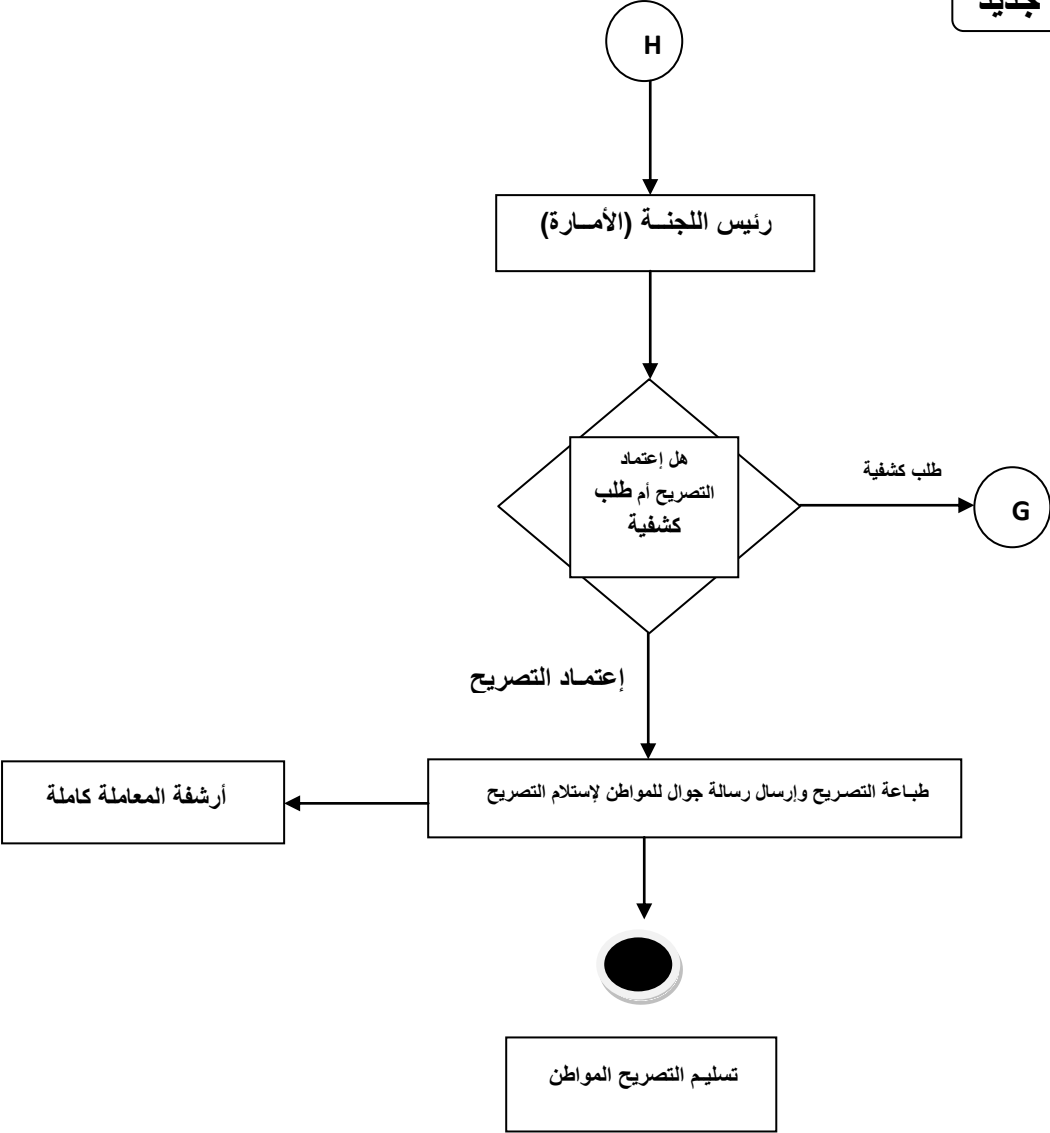 جديد
H
رئيس اللجنــة (الأمــارة)
هل إعتماد
التصريح أم طلب
كشفية
طلب كشفية
G
إعتمـاد التصريح
طبـاعة التصريح وإرسال رسالة جوال للمواطن لإستلام التصريح
أرشفة المعاملة كاملة
تسليـم التصريح المواطن